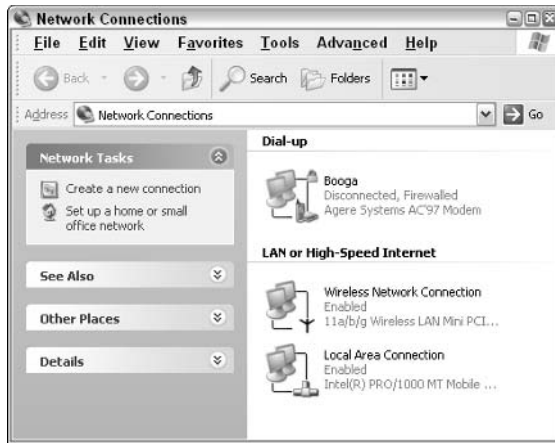 Network Connections
File Edit View Favorites Tools Advanced Help
Back Search Folders
Address Network Connections Go
Network Tasks
Create a new connection
Set up a home or small
office network
See Also
Other Places
Details
Dial-up
Booga
Disconnected, Firewalled
Agere Systems AC'97 Modem
LAN or High-Speed Internet
Wireless Network Connection
Enabled
11a/b/g Wireless LAN Mini PCI...
Local Area Connection
Enabled
Intel(R) PRO/1000 MT Mobile ...